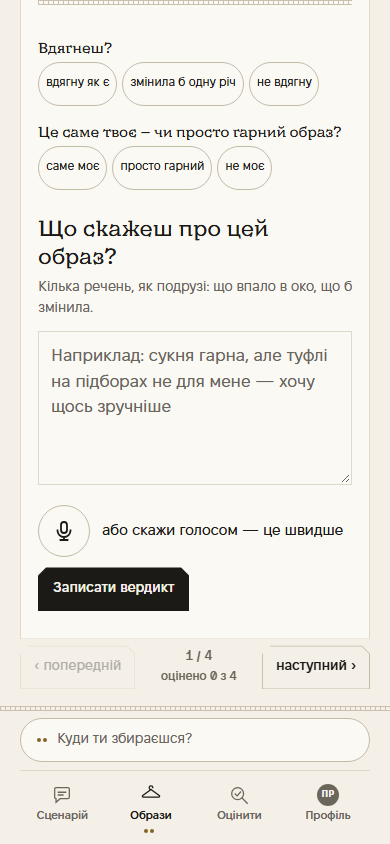 Вдягнеш?
вдягну як є
змінила б одну річ
не вдягну
Це саме твоє — чи просто гарний образ?
саме моє
просто гарний
не моє
Що скажеш про цей
образ?
Кілька речень, як подрузі: що впало в око, що б
змінила.
Наприклад: сукня гарна, але туфлі
на підборах не для мене — хочу
щось зручніше
або скажи голосом — це швидше
Записати вердикт
‹ попередній
1 / 4
оцінено 0 з 4
наступний ›
Куди ти збираєшся?
Сценарій
Образи
Оцінити
ПР
Профіль